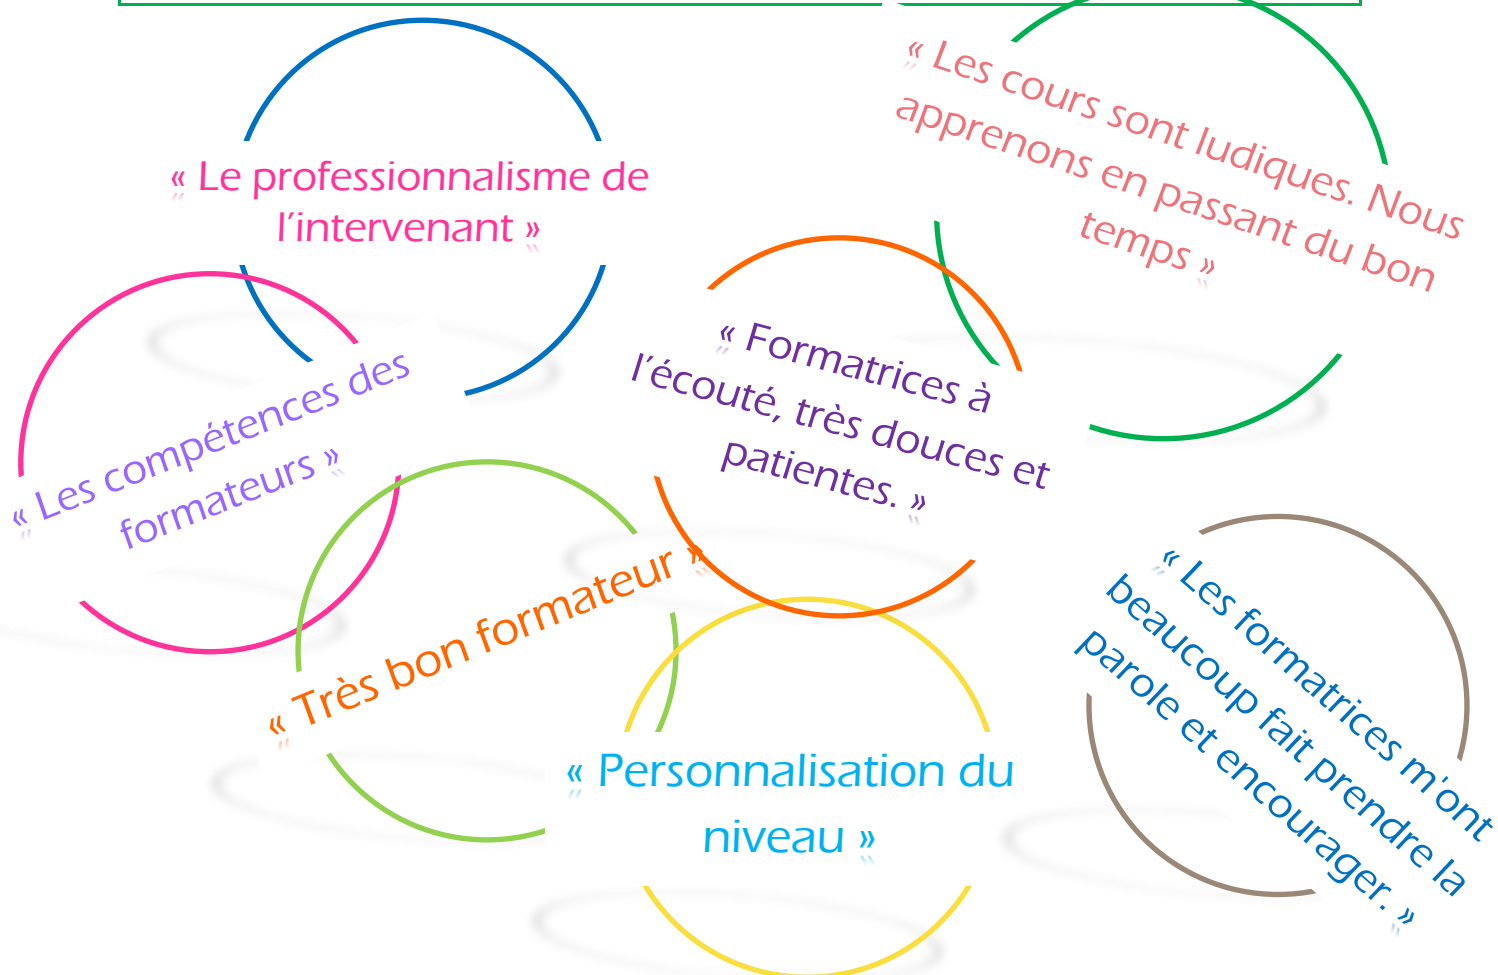 « Le professionnalisme de
l’intervenant »
« Les cours sont ludiques. Nous
apprenons en passant du bon
temps »
« Les compétences des
formateurs »
« Formatrices à
l’écouté, très douces et
patientes. »
« Très bon formateur »
« Personnalisation du
niveau »
« Les formatrices m'ont
beaucoup fait prendre la
parole et encourager. »